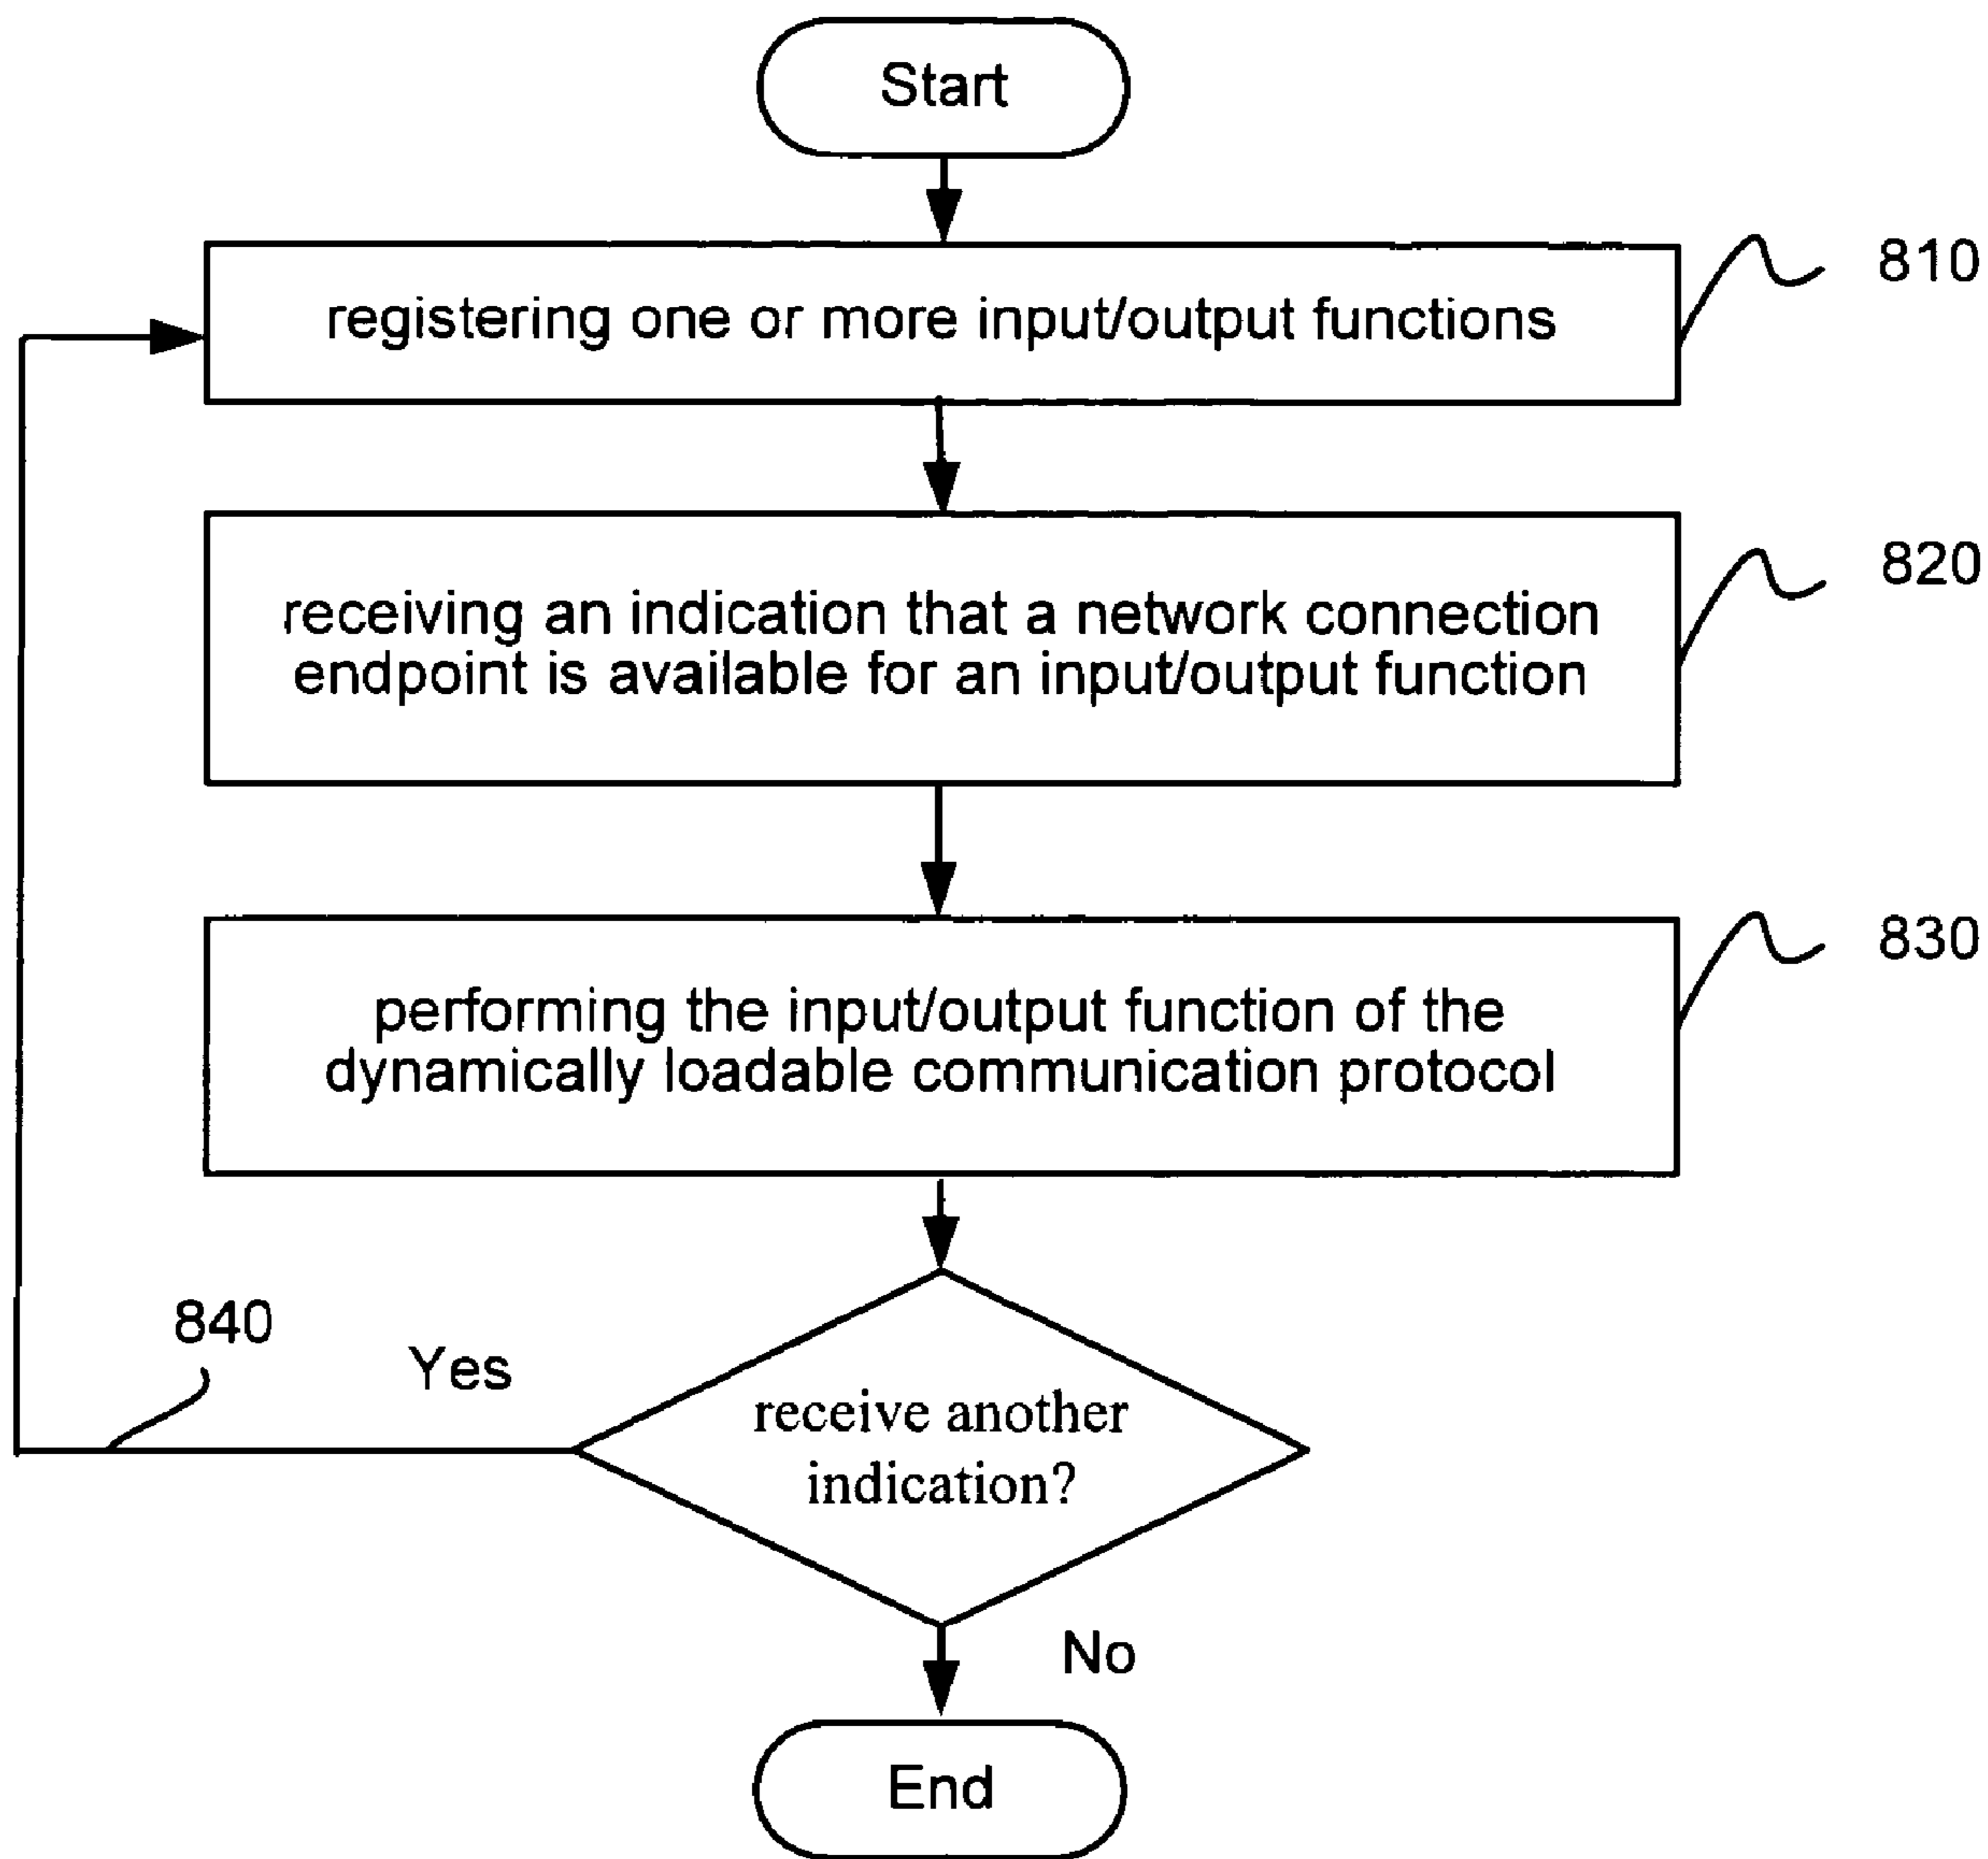 Start
registering one or more input/output functions
810
receiving an indication that a network connection
endpoint is available for an input/output function
820
performing the input/output function of the
dynamically loadable communication protocol
830
840
Yes
receive another
indication?
No
End